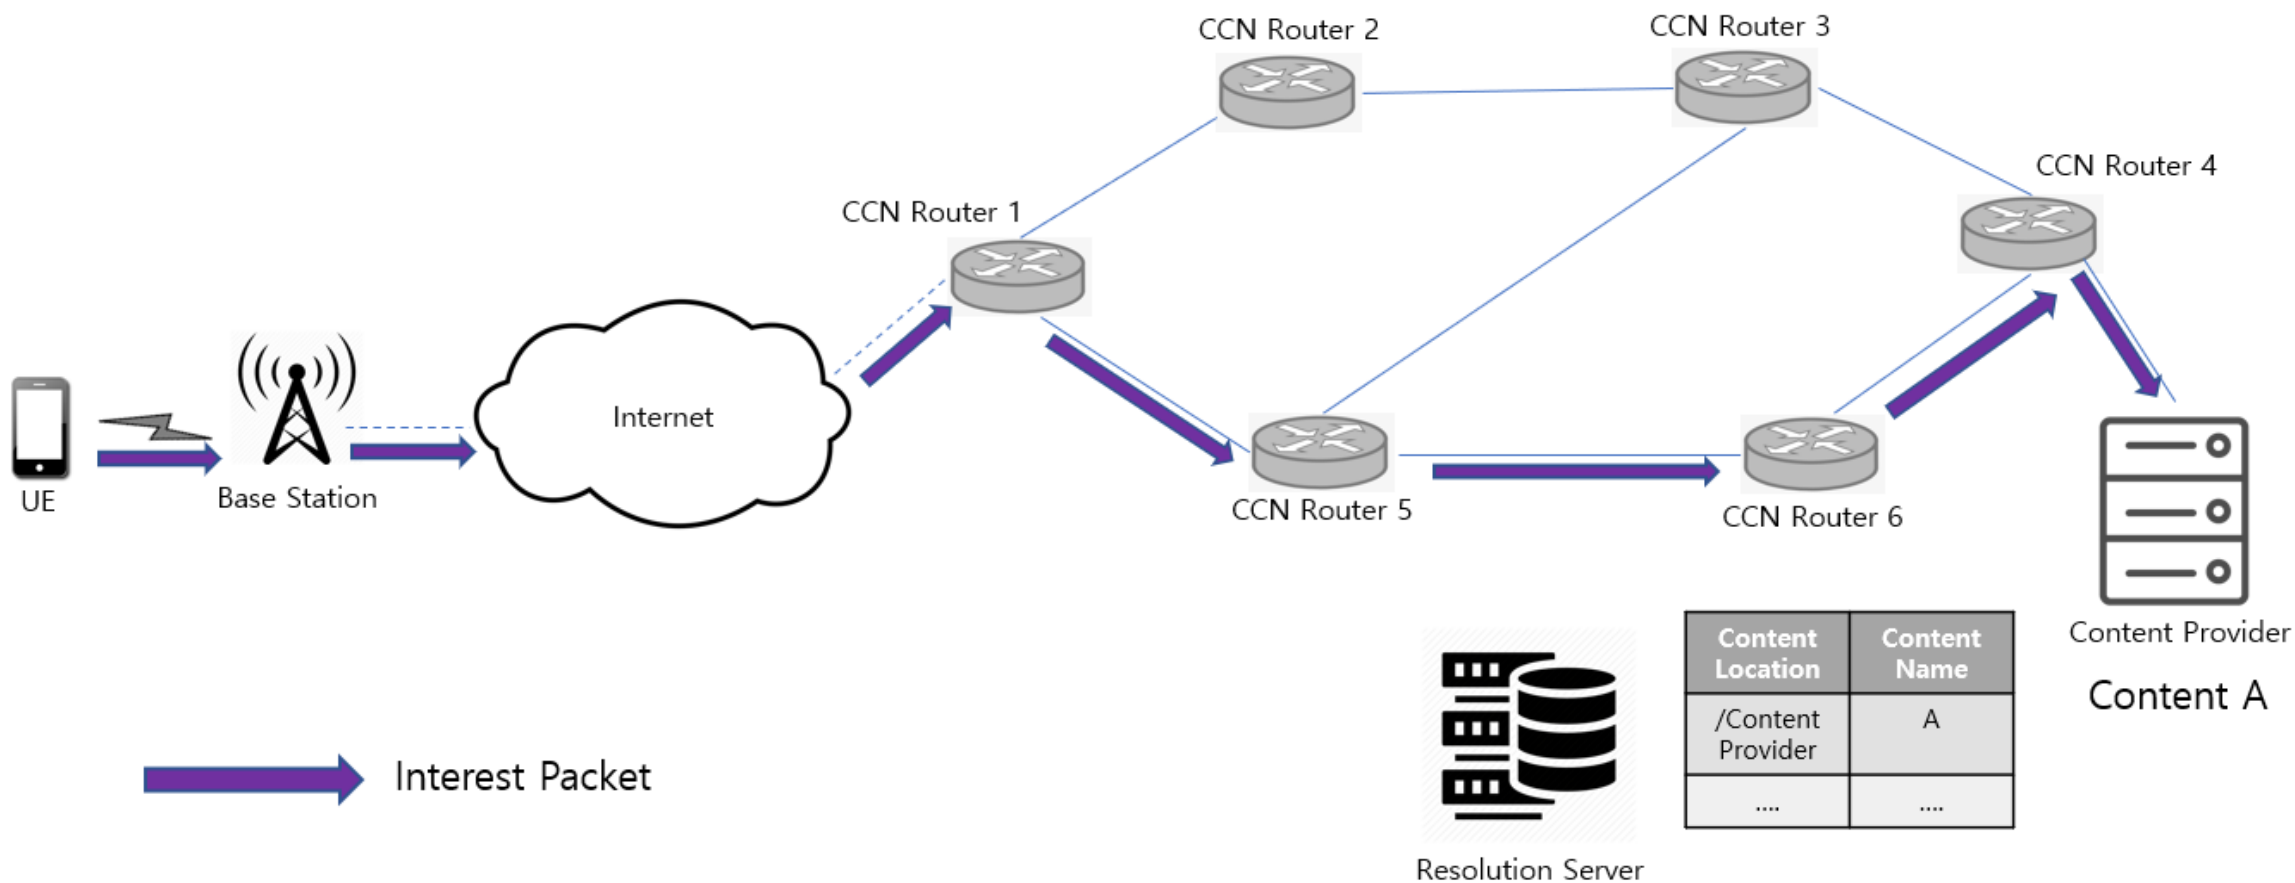 CCN Router 2
CCN Router 3
CCN Router 4
CCN Router 1
Internet
UE
Base Station
CCN Router 5
CCN Router 6
Content Provider
Content A
Content
Location
Content
Name
/Content
Provider
A
....
....
Interest Packet
Resolution Server